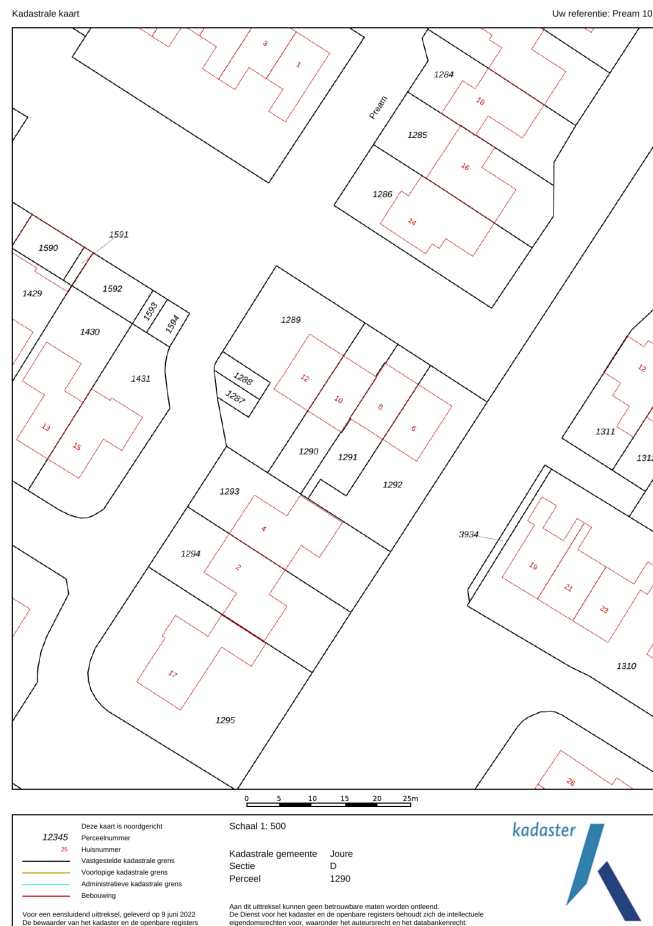 Kadastrale kaart
Uw referentie: Pream 10
3
1
1284
18
Pream
1285
16
1286
14
1591
1590
1592
1429
1593
1594
1430
1289
1431
1288
1287
12
10
8
6
12
13
15
1311
1312
1290
1291
1292
1293
4
3934
1294
2
19
21
23
17
1310
1295
26
0 5 10 15 20 25m
Deze kaart is noordgericht
12345 Perceelnummer
25 Huisnummer
Vastgestelde kadastrale grens
Voorlopige kadastrale grens
Administratieve kadastrale grens
Bebouwing
Voor een eensluidend uittreksel, geleverd op 9 juni 2022
De bewaarder van het kadaster en de openbare registers
Schaal 1: 500
Kadastrale gemeente Joure
Sectie D
Perceel 1290
Aan dit uittreksel kunnen geen betrouwbare maten worden ontleend.
De Dienst voor het kadaster en de openbare registers behoudt zich de intellectuele
eigendomsrechten voor, waaronder het auteursrecht en het databankenrecht.
kadaster